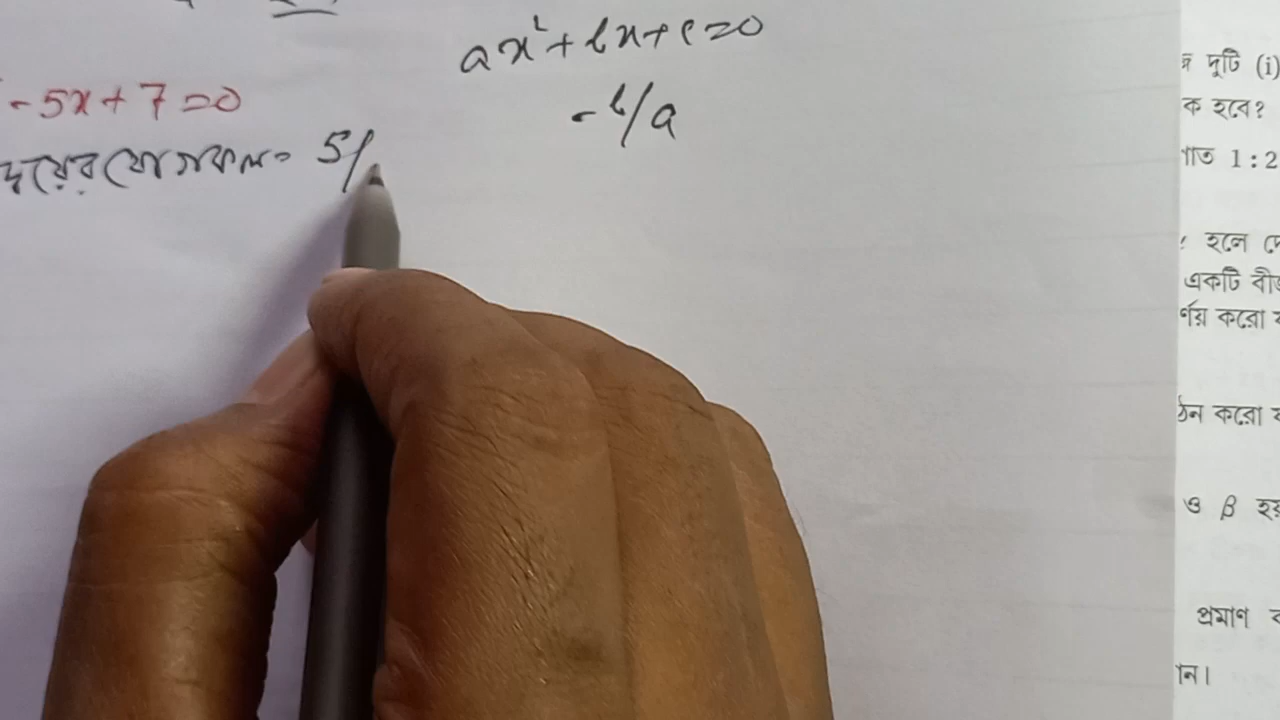 ax² + bx + c = 0
- 5x + 7 = 0
- b/a
দ্বয়ের যোগফল = 5/
ত্র দুটি (i)
ক হবে?
পাত 1 : 2
? হলে দে
একটি বীজ
র্ণয় করো য
ঠন করো য
ও β হয়
প্রমাণ ক
ান।